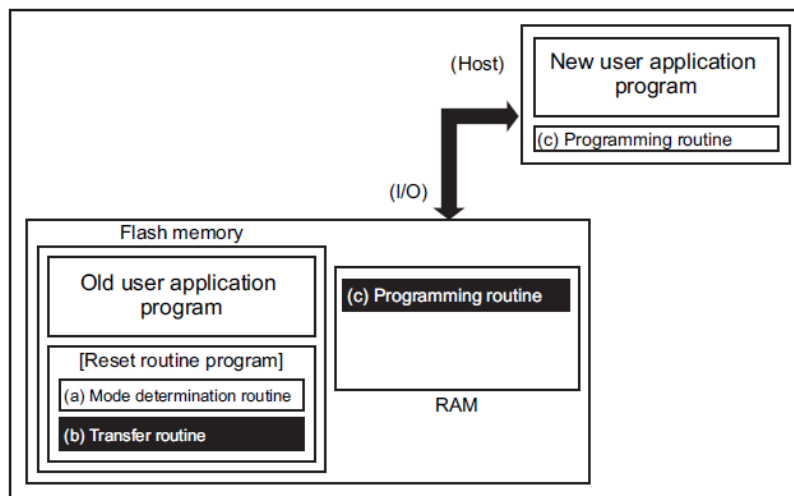 (Host)
New user application
program
(c) Programming routine
(I/O)
Flash memory
Old user application
program
[Reset routine program]
(a) Mode determination routine
(b) Transfer routine
(c) Programming routine
RAM